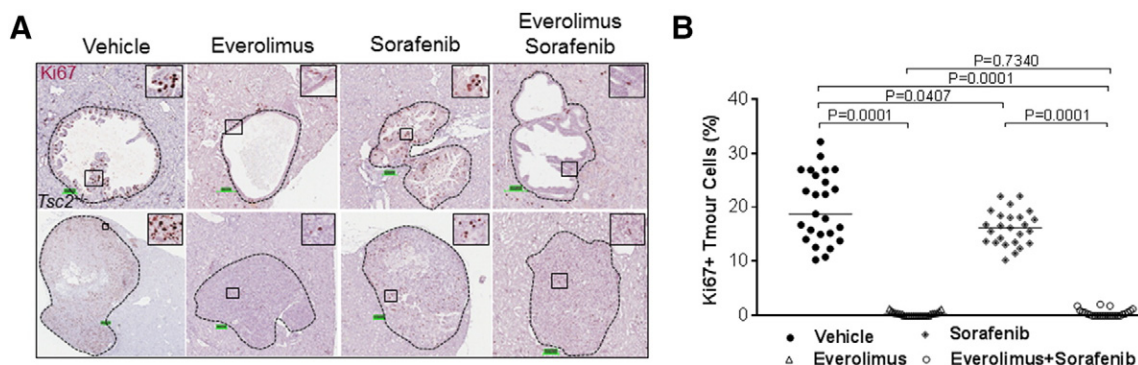 A
Vehicle
Everolimus
Sorafenib
Everolimus
Sorafenib
Ki67
Tsc2+/-
B
P=0.7340
P=0.0001
P=0.0407
P=0.0001
P=0.0001
Ki67+ Tmour Cells (%)
40
30
20
10
0
Vehicle
Sorafenib
Everolimus
Everolimus+Sorafenib